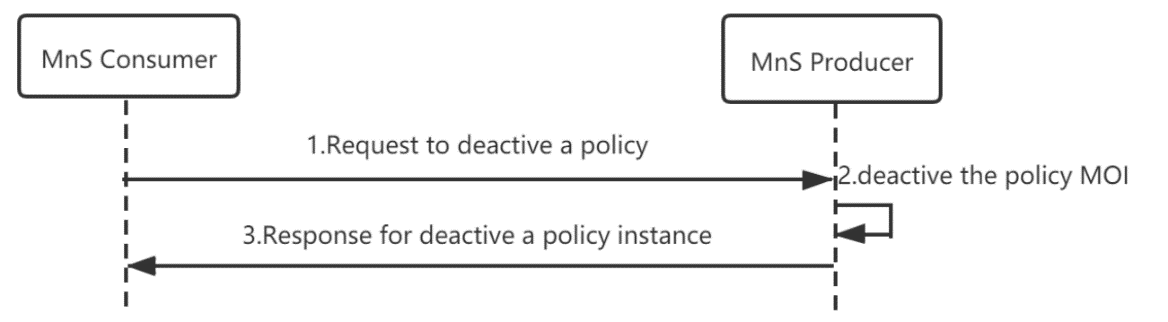 MnS Consumer
MnS Producer
1.Request to deactive a policy
2.deactive the policy MOI
3.Response for deactive a policy instance